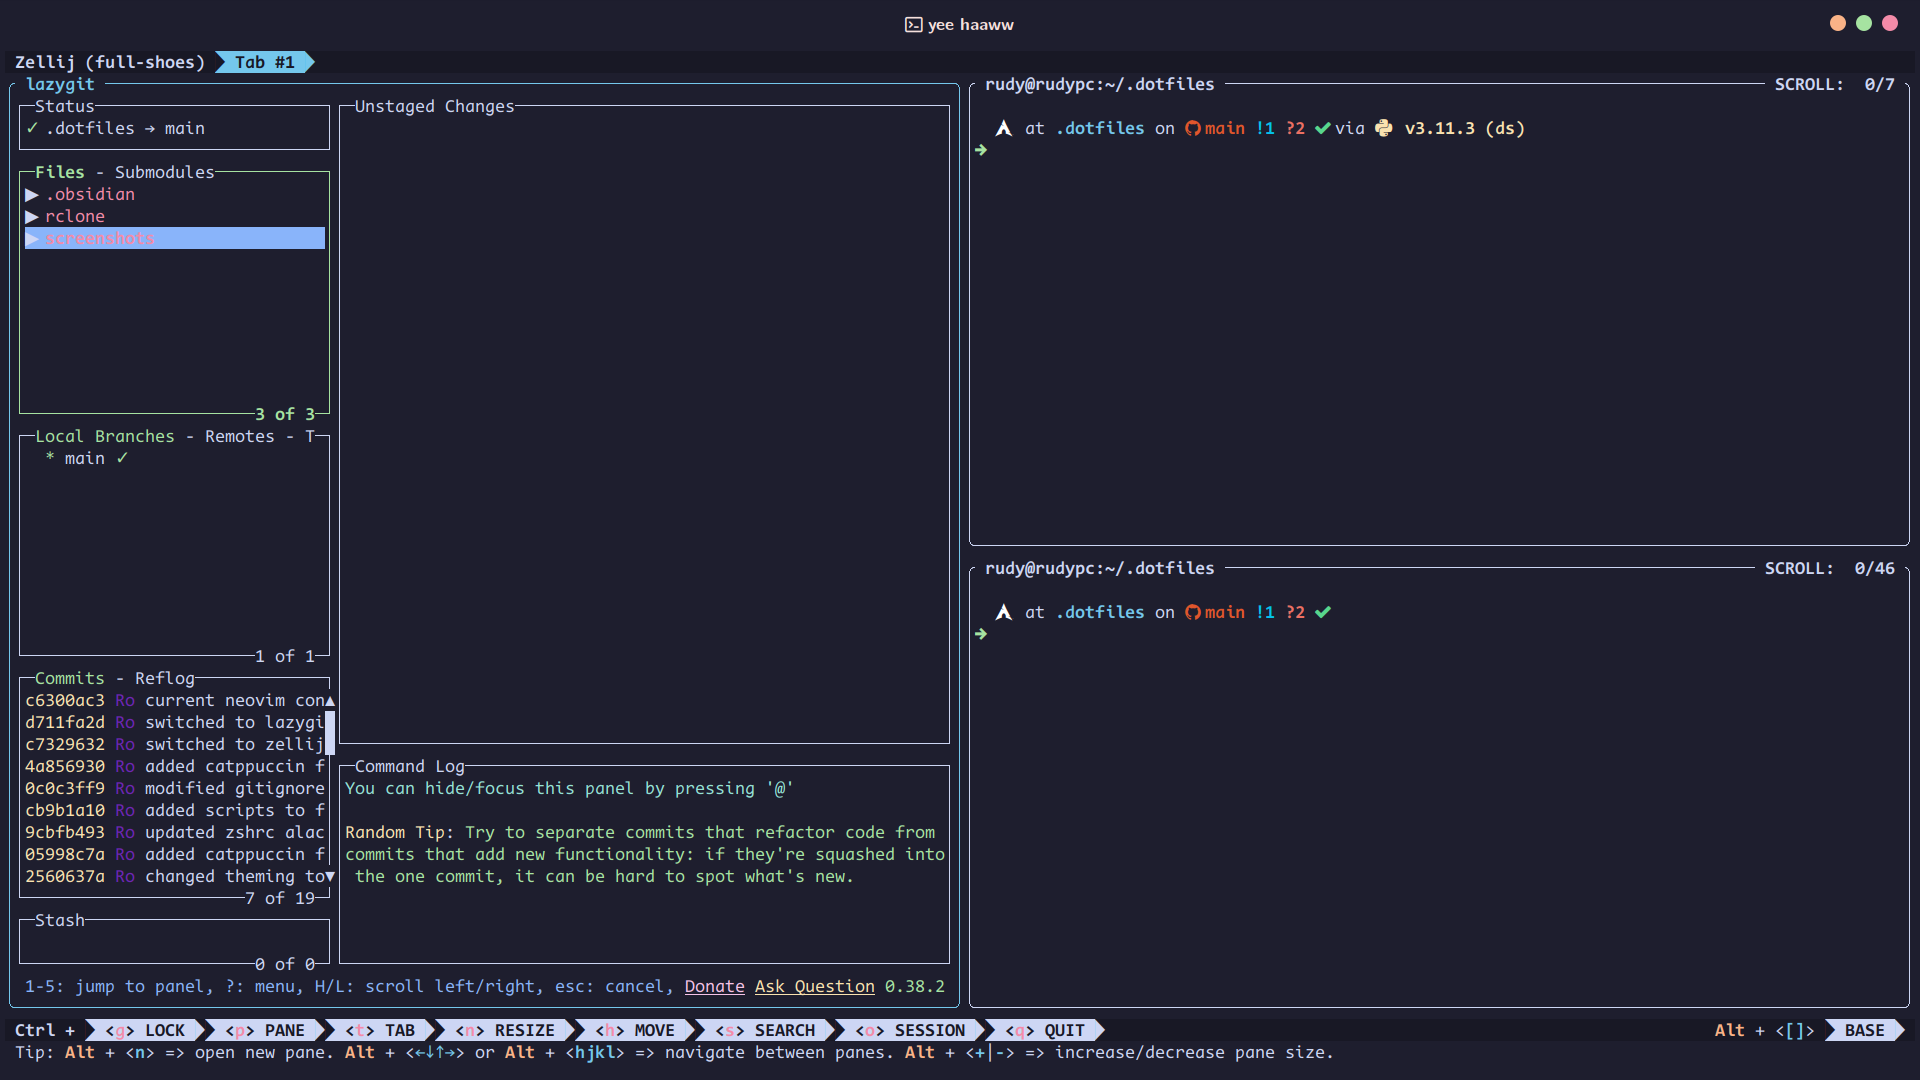 yee haaww
Zellij (full-shoes) Tab #1
lazygit
Status
✓ .dotfiles → main
Files - Submodules
▶ .obsidian
▶ rclone
▶ screenshots
3 of 3
Local Branches - Remotes - T
* main ✓
1 of 1
Commits - Reflog
c6300ac3 Ro current neovim con
d711fa2d Ro switched to lazygi
c7329632 Ro switched to zellij
4a856930 Ro added catppuccin f
0c0c3ff9 Ro modified gitignore
cb9b1a10 Ro added scripts to f
9cbfb493 Ro updated zshrc alac
05998c7a Ro added catppuccin f
2560637a Ro changed theming to
7 of 19
Stash
0 of 0
Unstaged Changes
Command Log
You can hide/focus this panel by pressing '@'
Random Tip: Try to separate commits that refactor code from
commits that add new functionality: if they're squashed into
the one commit, it can be hard to spot what's new.
1-5: jump to panel, ?: menu, H/L: scroll left/right, esc: cancel, Donate Ask Question 0.38.2
rudy@rudypc:~/.dotfiles SCROLL: 0/7
at .dotfiles on main !1 ?2 ✔ via v3.11.3 (ds)
➜
rudy@rudypc:~/.dotfiles SCROLL: 0/46
at .dotfiles on main !1 ?2 ✔
➜
Ctrl + <g> LOCK <p> PANE <t> TAB <n> RESIZE <h> MOVE <s> SEARCH <o> SESSION <q> QUIT Alt + <[]> BASE
Tip: Alt + <n> => open new pane. Alt + <←↓↑→> or Alt + <hjkl> => navigate between panes. Alt + <+|-> => increase/decrease pane size.